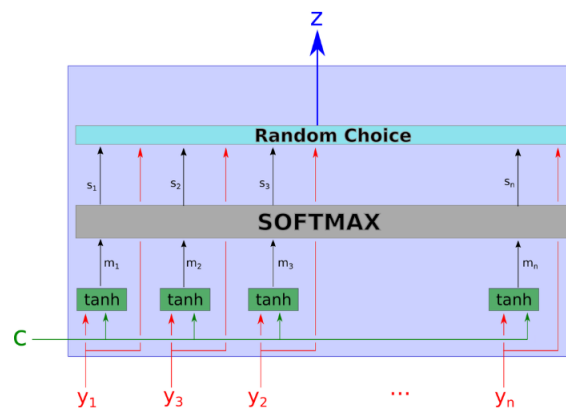 z
Random Choice
s1 s2 s3 sn
SOFTMAX
m1 m2 m3 mn
tanh tanh tanh tanh
C
y1 y3 y2 ... yn